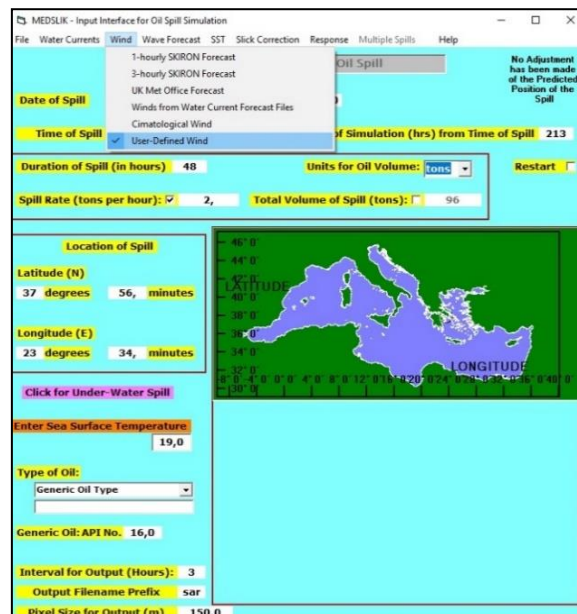 MEDSLIK - Input Interface for Oil Spill Simulation
File Water Currents Wind Wave Forecast SST Slick Correction Response Multiple Spills Help
1-hourly SKIRON Forecast
3-hourly SKIRON Forecast
UK Met Office Forecast
Winds from Water Current Forecast Files
Cimatological Wind
User-Defined Wind
Oil Spill
No Adjustment
has been made
of the Predicted
Position of the
Spill
Date of Spill 0
Time of Spill of Simulation (hrs) from Time of Spill 213
Duration of Spill (in hours) 48 Units for Oil Volume: tons Restart
Spill Rate (tons per hour): 2, Total Volume of Spill (tons): 96
Location of Spill
Latitude (N)
37 degrees 56, minutes
Longitude (E)
23 degrees 34, minutes
46° 0'
44° 0'
42° 0'
LATITUDE
40° 0'
38° 0'
36° 0'
34° 0'
32° 0'
LONGITUDE
30° 0'
Click for Under-Water Spill
Enter Sea Surface Temperature
19,0
Type of Oil:
Generic Oil Type
Generic Oil: API No. 16,0
Interval for Output (Hours): 3
Output Filename Prefix sar
Pixel Size for Output (m) 150,0